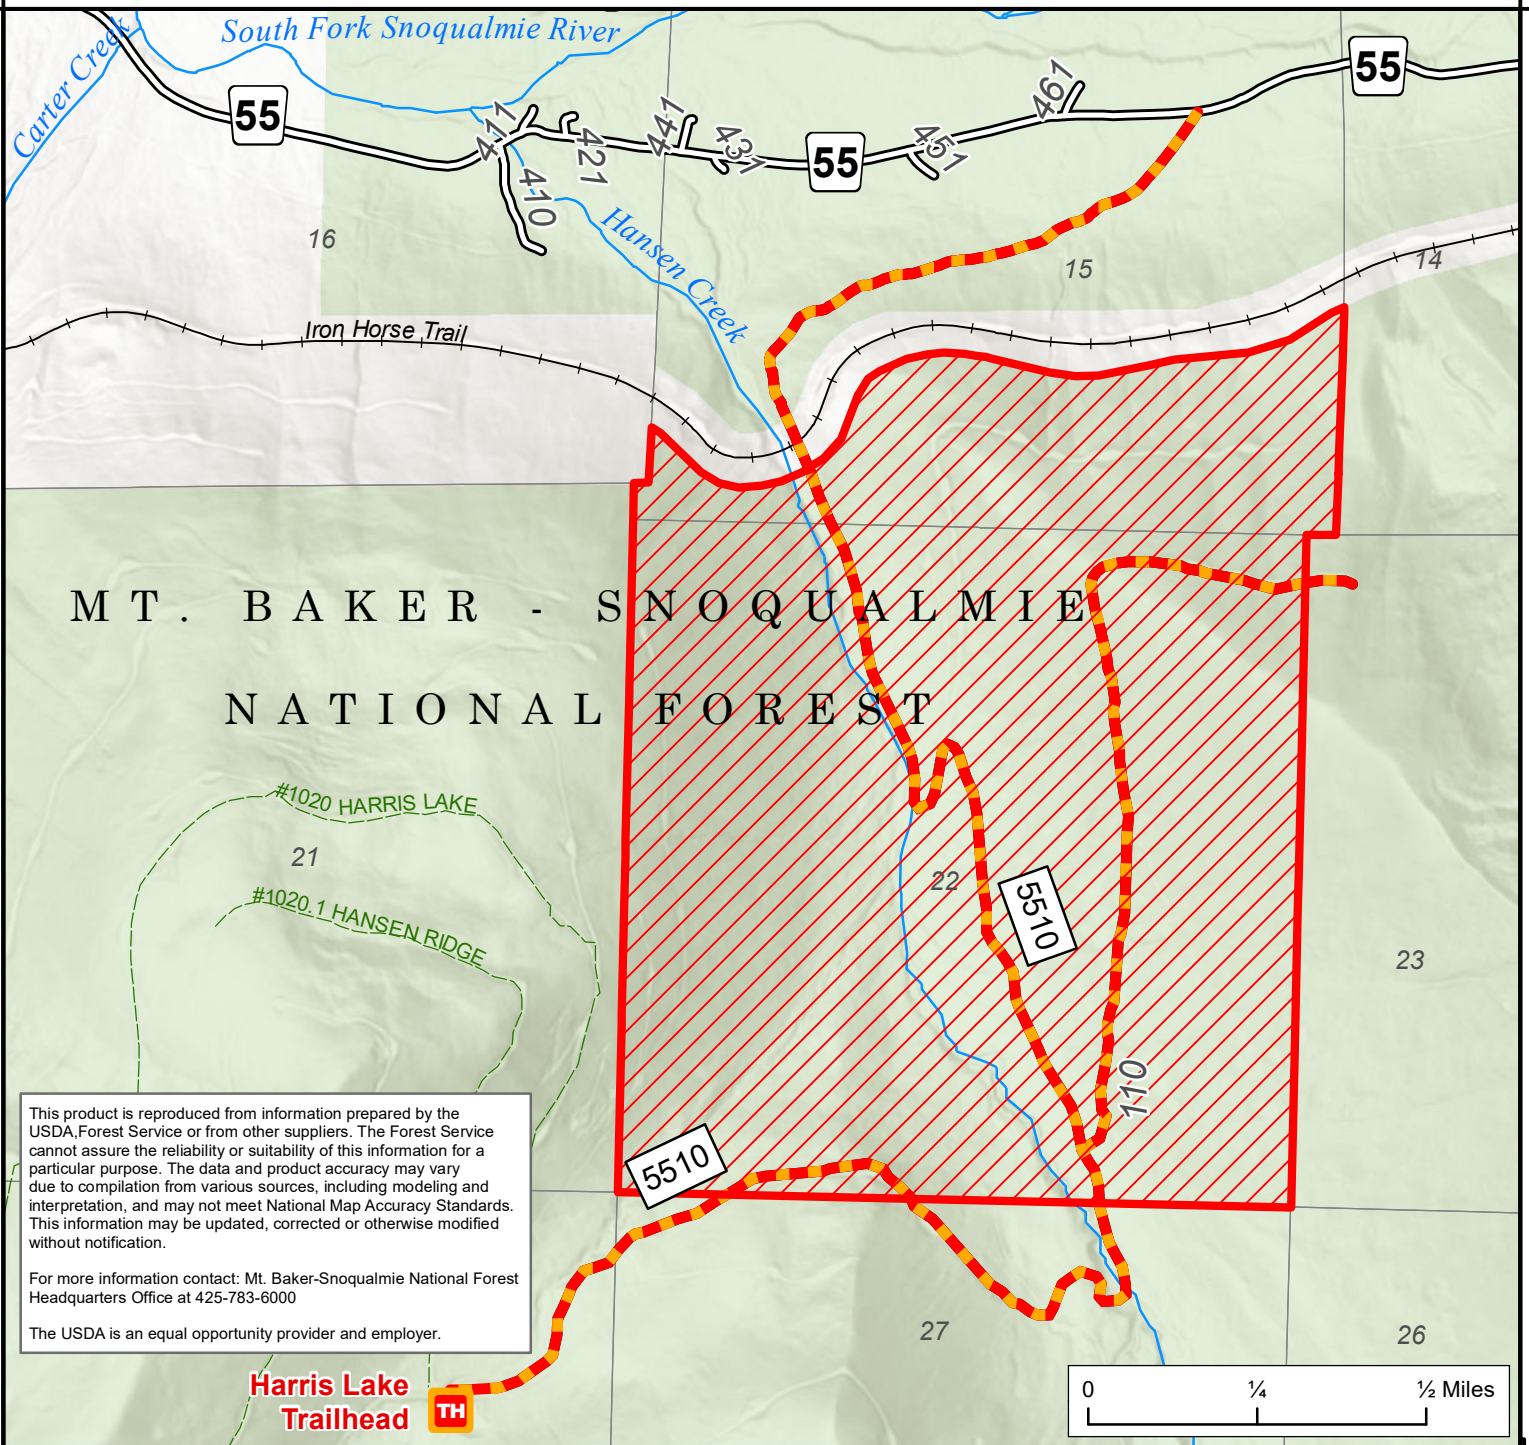 South Fork Snoqualmie River
Carter Creek
55
55
55
411
421
441
431
451
461
410
Hansen Creek
16
15
14
Iron Horse Trail
MT. BAKER - SNOQUALMIE
NATIONAL FOREST
#1020 HARRIS LAKE
21
#1020.1 HANSEN RIDGE
22
5510
23
110
5510
This product is reproduced from information prepared by the
USDA,Forest Service or from other suppliers. The Forest Service
cannot assure the reliability or suitability of this information for a
particular purpose. The data and product accuracy may vary
due to compilation from various sources, including modeling and
interpretation, and may not meet National Map Accuracy Standards.
This information may be updated, corrected or otherwise modified
without notification.
For more information contact: Mt. Baker-Snoqualmie National Forest
Headquarters Office at 425-783-6000
The USDA is an equal opportunity provider and employer.
27
26
Harris Lake
Trailhead
TH
0 ¼ ½ Miles